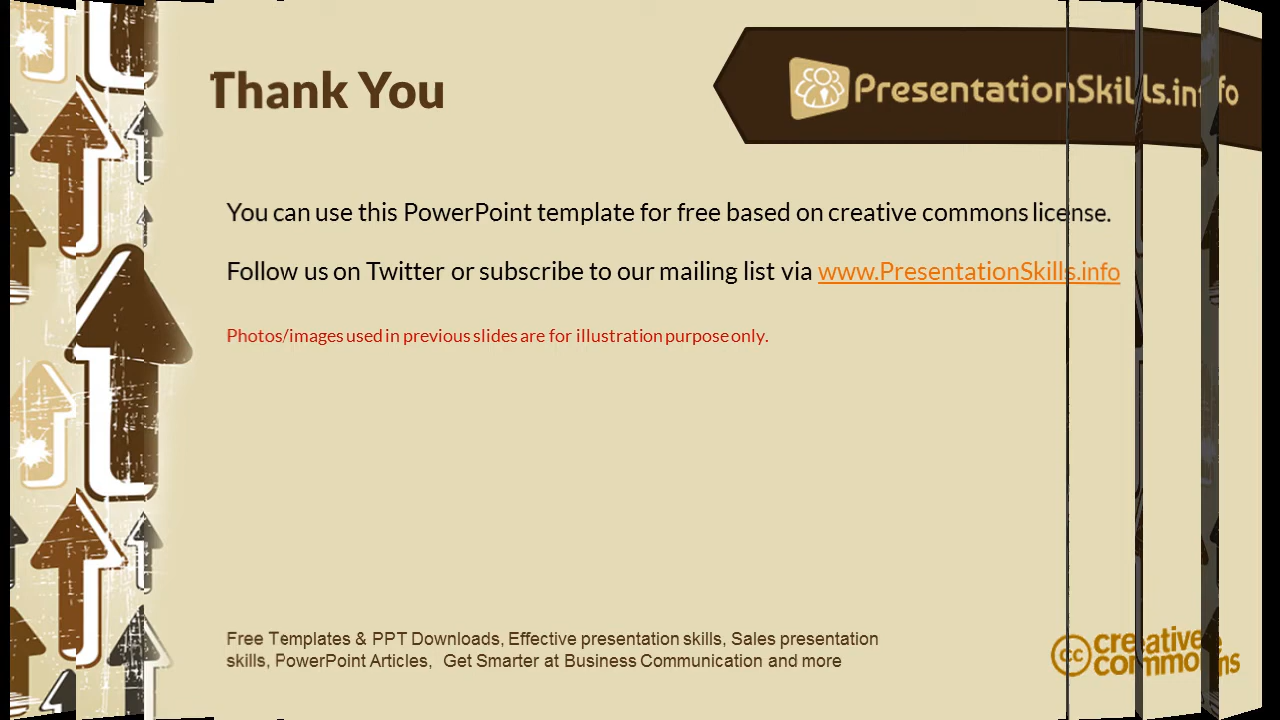 Thank You
PresentationSkills.info
You can use this PowerPoint template for free based on creative commons license.
Follow us on Twitter or subscribe to our mailing list via www.PresentationSkills.info
Photos/images used in previous slides are for illustration purpose only.
Free Templates & PPT Downloads, Effective presentation skills, Sales presentation
skills, PowerPoint Articles, Get Smarter at Business Communication and more
cc creative
commons